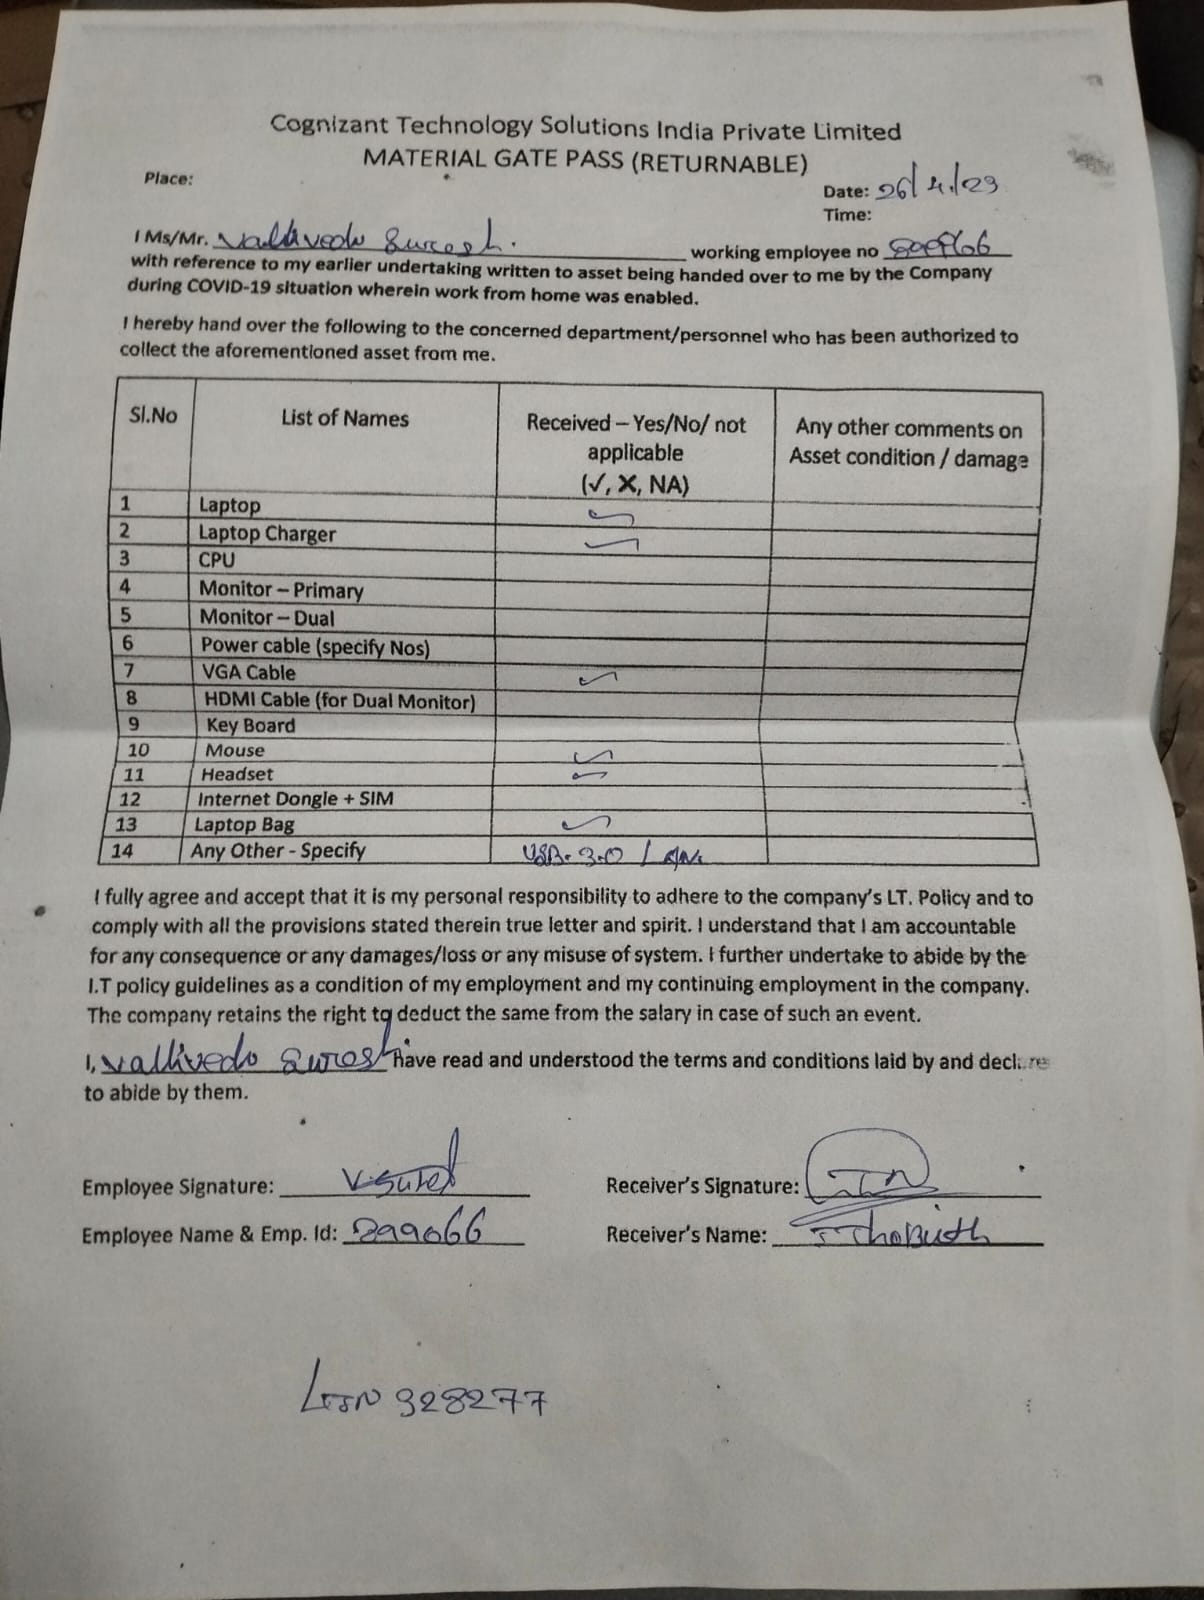 Cognizant Technology Solutions India Private Limited
MATERIAL GATE PASS (RETURNABLE)
Place:
Date: 26/4/23
Time:
I Ms/Mr. Vallivedu Suresh. working employee no
with reference to my earlier undertaking written to asset being handed over to me by the Company
during COVID-19 situation wherein work from home was enabled.
I hereby hand over the following to the concerned department/personnel who has been authorized to
collect the aforementioned asset from me.
Sl.No List of Names Received – Yes/No/ not applicable (✓, X, NA) Any other comments on Asset condition / damage
1 Laptop ✓
2 Laptop Charger ✓
3 CPU
4 Monitor – Primary
5 Monitor – Dual
6 Power cable (specify Nos)
7 VGA Cable ✓
8 HDMI Cable (for Dual Monitor)
9 Key Board
10 Mouse ✓
11 Headset ✓
12 Internet Dongle + SIM
13 Laptop Bag ✓
14 Any Other - Specify USB. 3.0 LAN.
I fully agree and accept that it is my personal responsibility to adhere to the company's I.T. Policy and to
comply with all the provisions stated therein true letter and spirit. I understand that I am accountable
for any consequence or any damages/loss or any misuse of system. I further undertake to abide by the
I.T policy guidelines as a condition of my employment and my continuing employment in the company.
The company retains the right to deduct the same from the salary in case of such an event.
I, Vallivedu Suresh have read and understood the terms and conditions laid by and declare
to abide by them.
Employee Signature: V.Suresh Receiver's Signature:
Employee Name & Emp. Id: 899066 Receiver's Name:
LTIN 328277